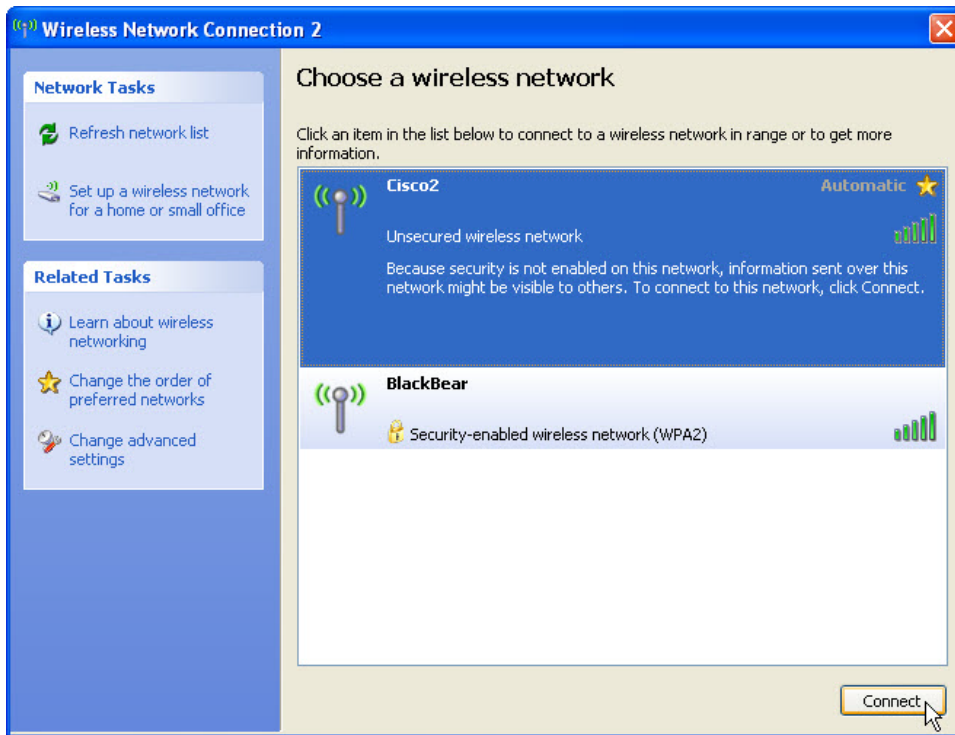 Wireless Network Connection 2
Network Tasks
Refresh network list
Set up a wireless network
for a home or small office
Related Tasks
Learn about wireless
networking
Change the order of
preferred networks
Change advanced
settings
Choose a wireless network
Click an item in the list below to connect to a wireless network in range or to get more
information.
Cisco2
Automatic
Unsecured wireless network
Because security is not enabled on this network, information sent over this
network might be visible to others. To connect to this network, click Connect.
BlackBear
Security-enabled wireless network (WPA2)
Connect